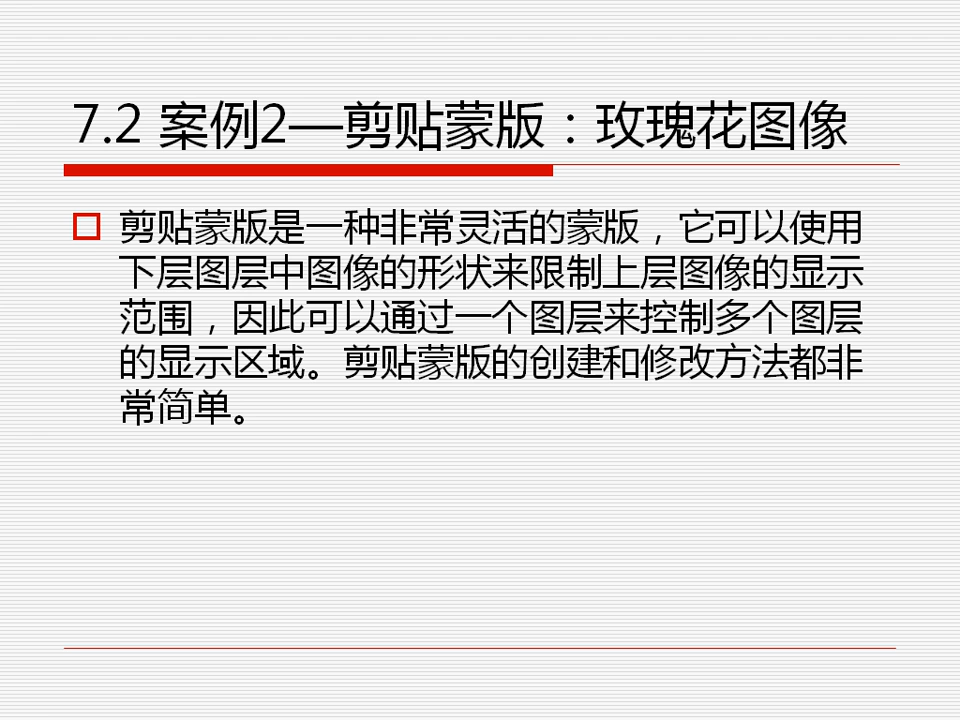 7.2 案例2—剪贴蒙版：玫瑰花图像
剪贴蒙版是一种非常灵活的蒙版，它可以使用
下层图层中图像的形状来限制上层图像的显示
范围，因此可以通过一个图层来控制多个图层
的显示区域。剪贴蒙版的创建和修改方法都非
常简单。